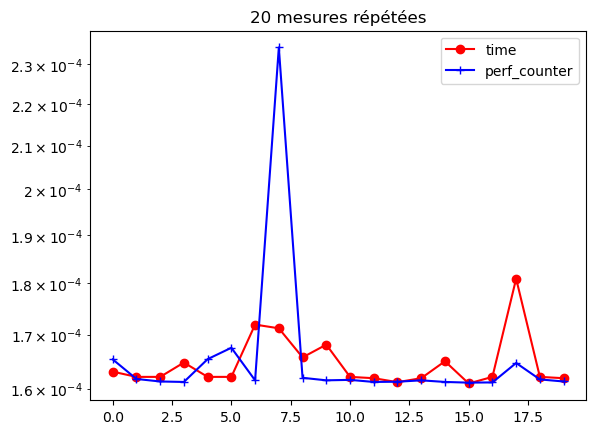 20 mesures répétées
time
perf_counter
2.3 × 10⁻⁴
2.2 × 10⁻⁴
2.1 × 10⁻⁴
2 × 10⁻⁴
1.9 × 10⁻⁴
1.8 × 10⁻⁴
1.7 × 10⁻⁴
1.6 × 10⁻⁴
0.0 2.5 5.0 7.5 10.0 12.5 15.0 17.5